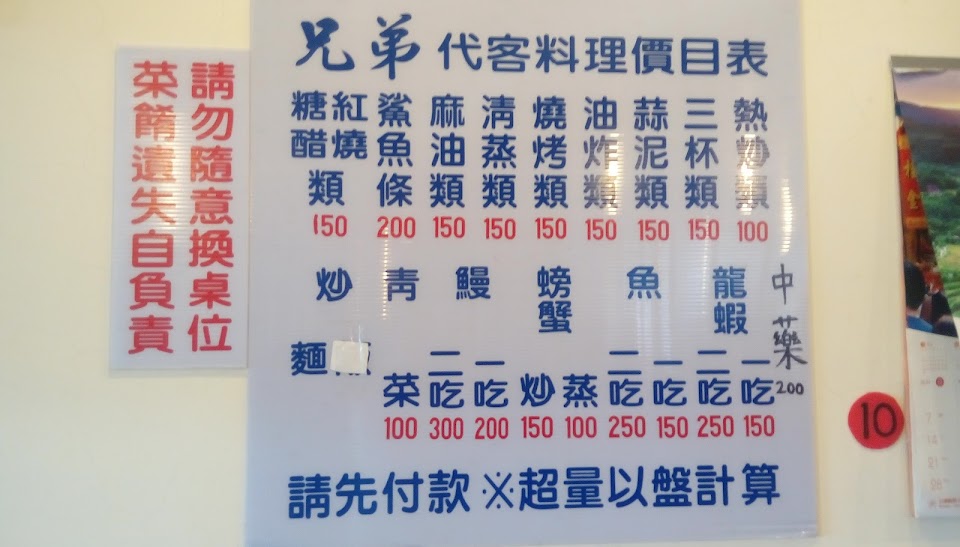 兄弟代客料理價目表
熱炒類
100
三杯類
150
蒜泥類
150
油炸類
150
燒烤類
150
清蒸類
150
麻油類
150
鯊魚條
200
紅燒
糖醋
類
150
中藥
200
龍蝦
一吃
150
二吃
250
魚
一吃
150
二吃
250
螃蟹
蒸
100
炒
150
鰻
一吃
200
二吃
300
青菜
100
炒
麵
請先付款※超量以盤計算
請勿隨意換桌位
菜餚遺失自負責
10
7
14
21
28